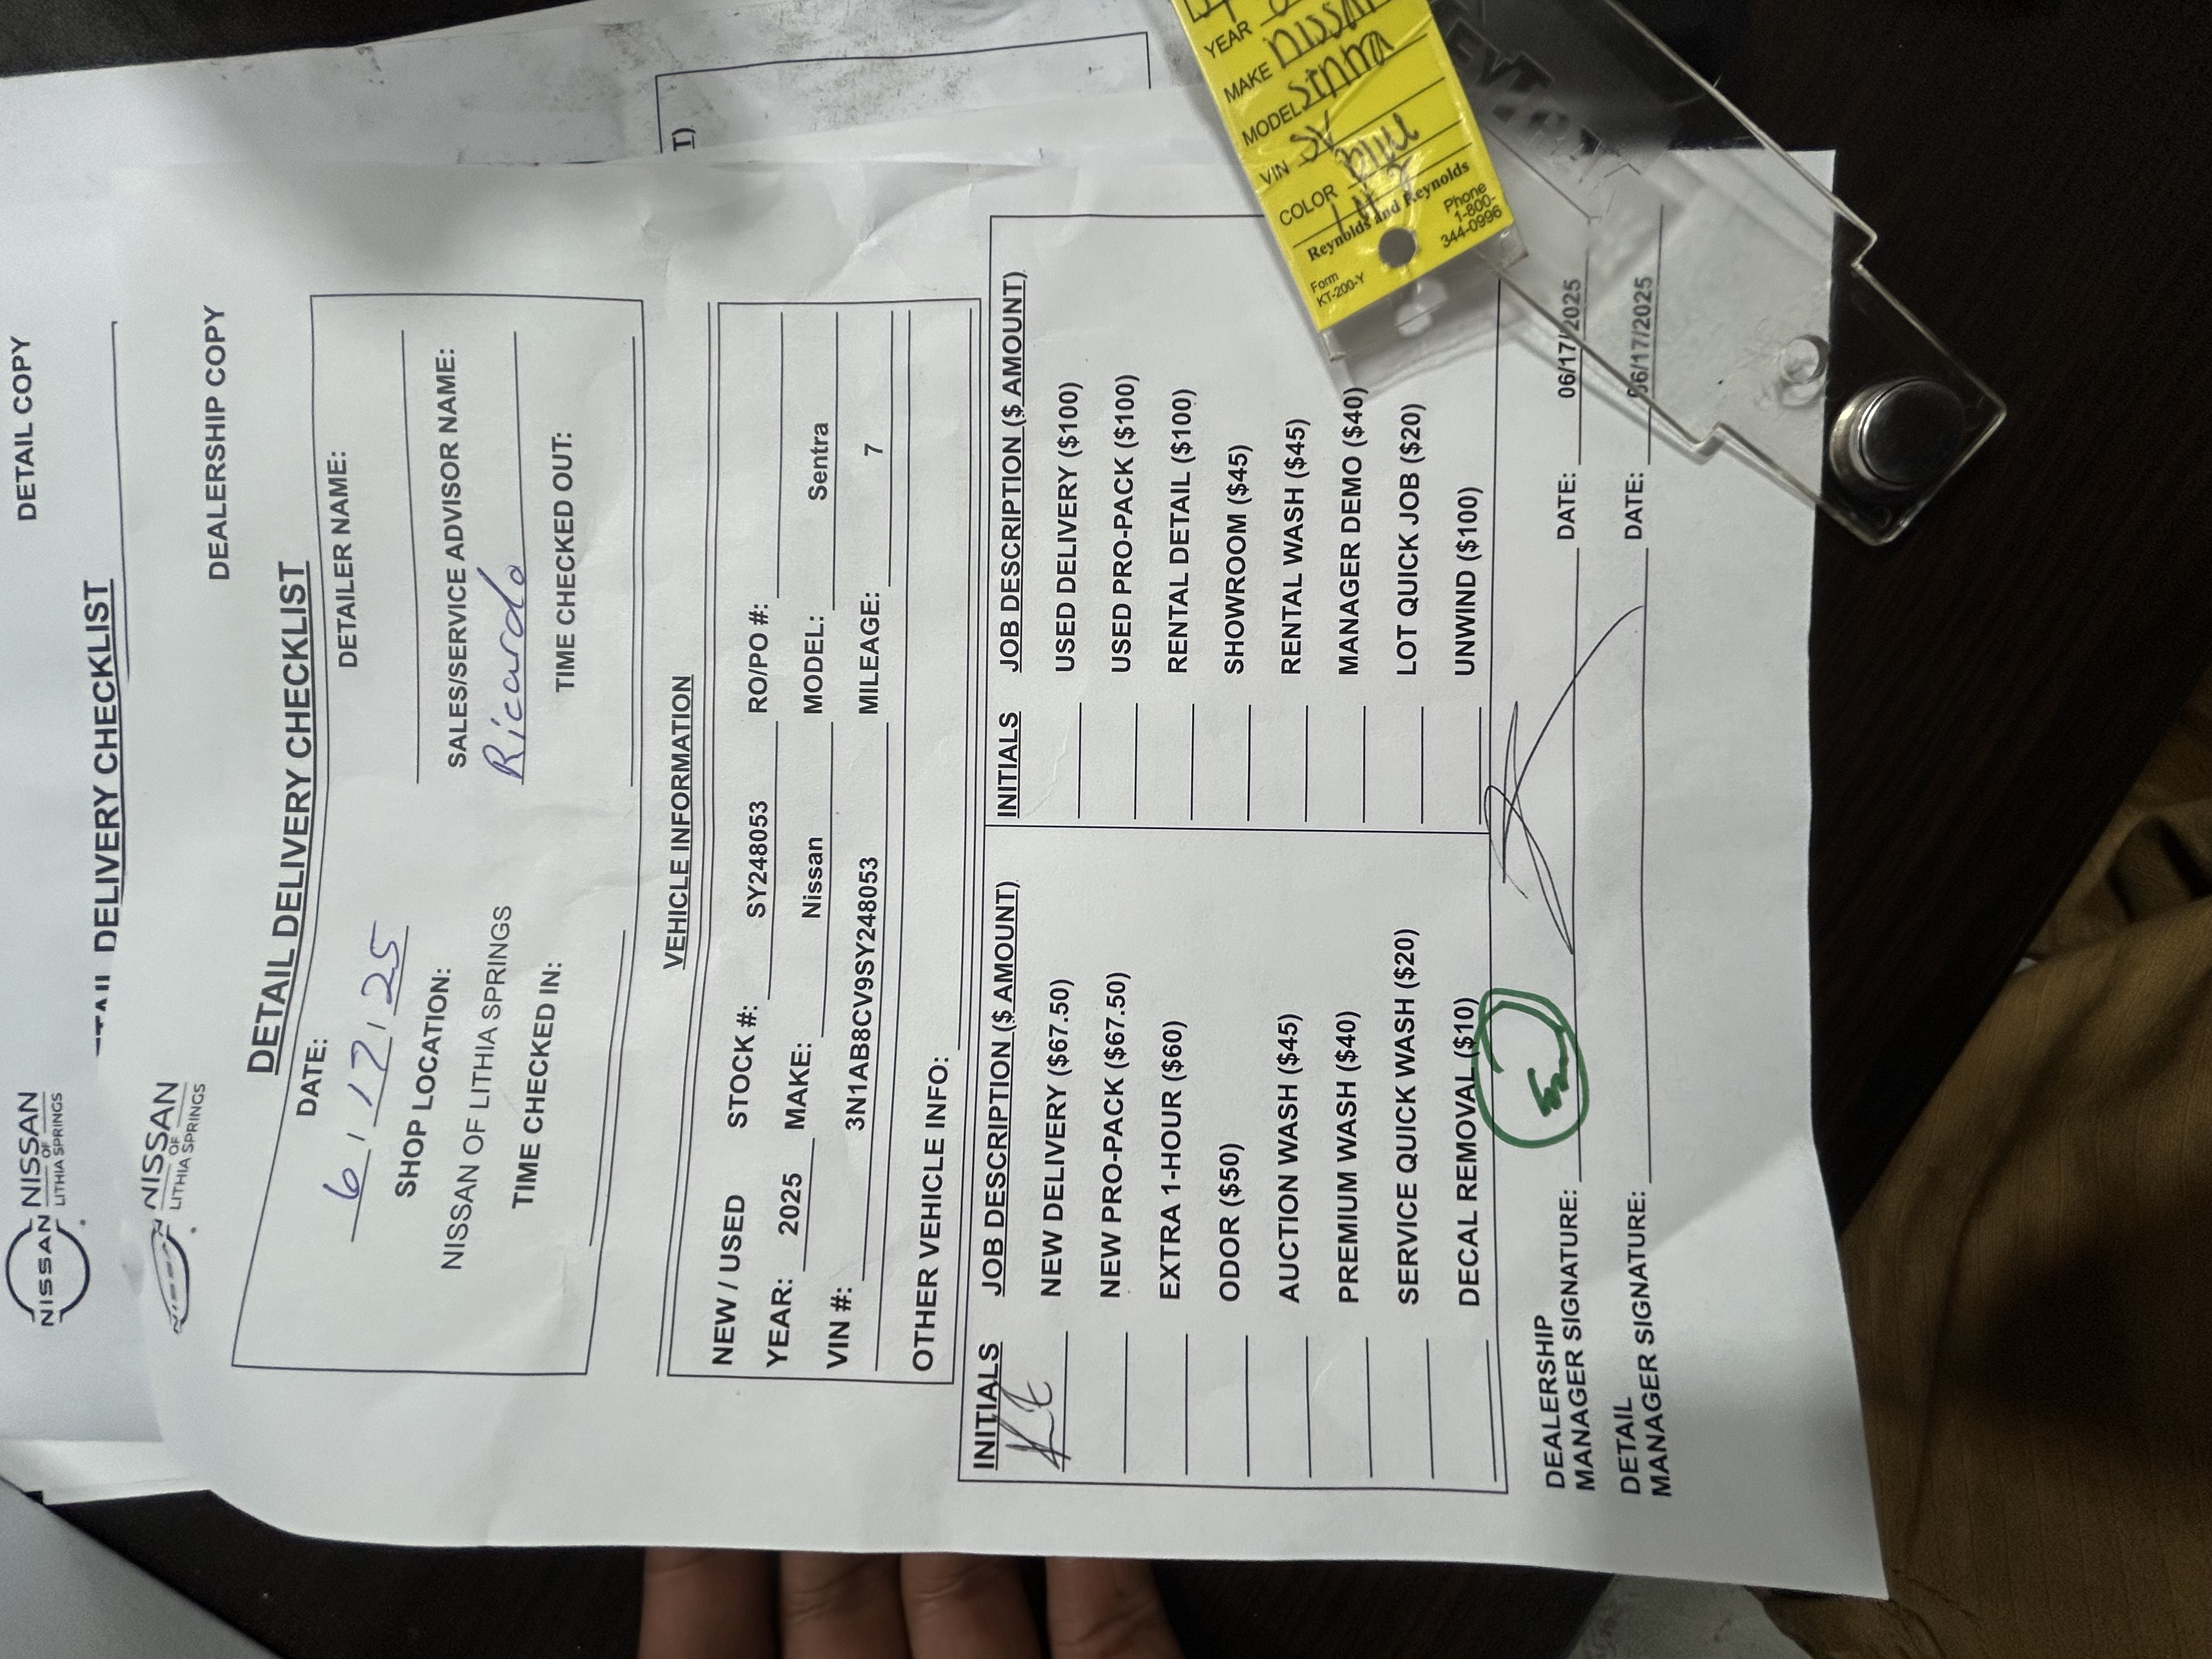 DETAIL COPY
NISSAN NISSAN
OF
LITHIA SPRINGS
DELIVERY CHECKLIST
DEALERSHIP COPY
NISSAN
OF
LITHIA SPRINGS
DETAIL DELIVERY CHECKLIST
DATE: DETAILER NAME:
6 / 17 / 25
SHOP LOCATION: SALES/SERVICE ADVISOR NAME:
NISSAN OF LITHIA SPRINGS Ricardo
TIME CHECKED IN: TIME CHECKED OUT:
T)
VEHICLE INFORMATION
NEW / USED STOCK #: SY248053 RO/PO #:
YEAR: 2025 MAKE: Nissan MODEL: Sentra
VIN #: 3N1AB8CV9SY248053 MILEAGE: 7
OTHER VEHICLE INFO:
INITIALS JOB DESCRIPTION ($ AMOUNT) INITIALS JOB DESCRIPTION ($ AMOUNT)
NEW DELIVERY ($67.50) USED DELIVERY ($100)
NEW PRO-PACK ($67.50) USED PRO-PACK ($100)
EXTRA 1-HOUR ($60) RENTAL DETAIL ($100)
ODOR ($50) SHOWROOM ($45)
AUCTION WASH ($45) RENTAL WASH ($45)
PREMIUM WASH ($40) MANAGER DEMO ($40)
SERVICE QUICK WASH ($20) LOT QUICK JOB ($20)
DECAL REMOVAL ($10) UNWIND ($100)
DEALERSHIP
MANAGER SIGNATURE: DATE: 06/17/2025
DETAIL
MANAGER SIGNATURE: DATE: 06/17/2025
YEAR
MAKE nissan
MODEL
VIN
COLOR
Reynolds and Reynolds
Form
KT-200-Y
Phone
1-800-
344-0996